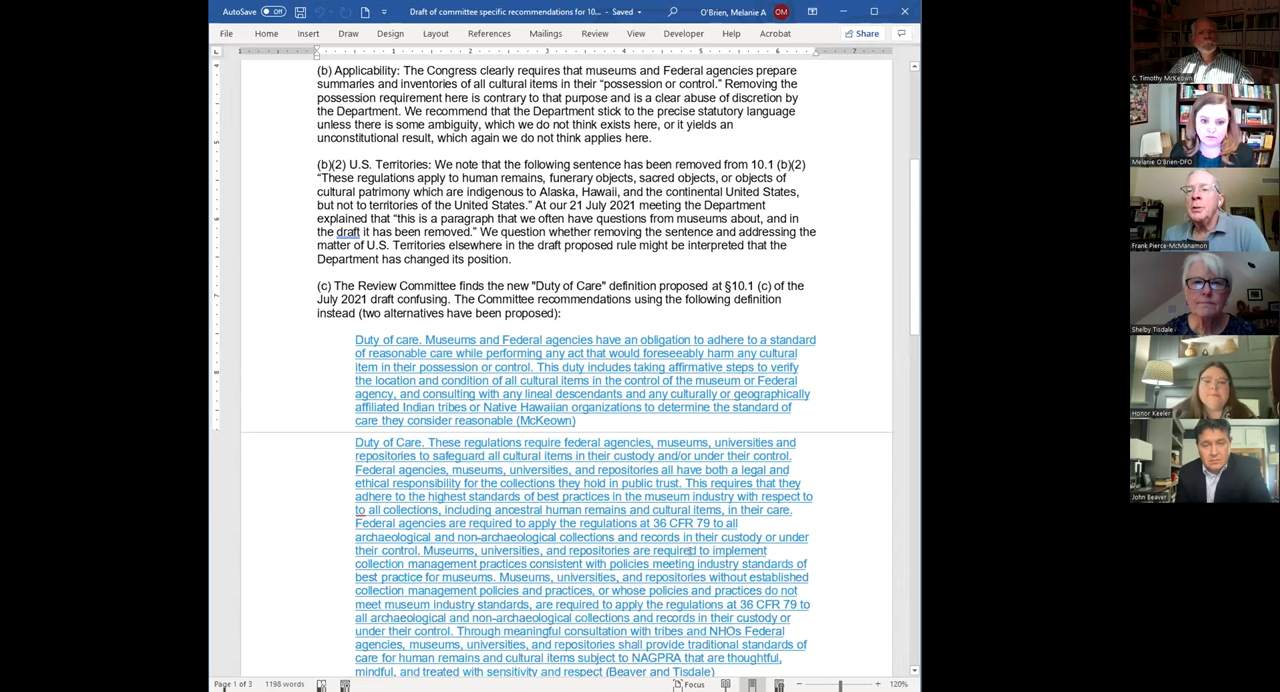 AutoSave Off Draft of committee specific recommendations for 10... - Saved O'Brien, Melanie A OM
File Home Insert Draw Design Layout References Mailings Review View Developer Help Acrobat Share
(b) Applicability: The Congress clearly requires that museums and Federal agencies prepare
summaries and inventories of all cultural items in their “possession or control.” Removing the
possession requirement here is contrary to that purpose and is a clear abuse of discretion by
the Department. We recommend that the Department stick to the precise statutory language
unless there is some ambiguity, which we do not think exists here, or it yields an
unconstitutional result, which again we do not think applies here.
(b)(2) U.S. Territories: We note that the following sentence has been removed from 10.1 (b)(2)
“These regulations apply to human remains, funerary objects, sacred objects, or objects of
cultural patrimony which are indigenous to Alaska, Hawaii, and the continental United States,
but not to territories of the United States.” At our 21 July 2021 meeting the Department
explained that “this is a paragraph that we often have questions from museums about, and in
the draft it has been removed.” We question whether removing the sentence and addressing the
matter of U.S. Territories elsewhere in the draft proposed rule might be interpreted that the
Department has changed its position.
(c) The Review Committee finds the new "Duty of Care" definition proposed at §10.1 (c) of the
July 2021 draft confusing. The Committee recommendations using the following definition
instead (two alternatives have been proposed):
Duty of care. Museums and Federal agencies have an obligation to adhere to a standard
of reasonable care while performing any act that would foreseeably harm any cultural
item in their possession or control. This duty includes taking affirmative steps to verify
the location and condition of all cultural items in the control of the museum or Federal
agency, and consulting with any lineal descendants and any culturally or geographically
affiliated Indian tribes or Native Hawaiian organizations to determine the standard of
care they consider reasonable (McKeown)
Duty of Care. These regulations require federal agencies, museums, universities and
repositories to safeguard all cultural items in their custody and/or under their control.
Federal agencies, museums, universities, and repositories all have both a legal and
ethical responsibility for the collections they hold in public trust. This requires that they
adhere to the highest standards of best practices in the museum industry with respect to
to all collections, including ancestral human remains and cultural items, in their care.
Federal agencies are required to apply the regulations at 36 CFR 79 to all
archaeological and non-archaeological collections and records in their custody or under
their control. Museums, universities, and repositories are required to implement
collection management practices consistent with policies meeting industry standards of
best practice for museums. Museums, universities, and repositories without established
collection management policies and practices, or whose policies and practices do not
meet museum industry standards, are required to apply the regulations at 36 CFR 79 to
all archaeological and non-archaeological collections and records in their custody or
under their control. Through meaningful consultation with tribes and NHOs Federal
agencies, museums, universities, and repositories shall provide traditional standards of
care for human remains and cultural items subject to NAGPRA that are thoughtful,
mindful, and treated with sensitivity and respect (Beaver and Tisdale)
Page 1 of 3 1198 words Focus 120%
C. Timothy McKeown
Melanie O'Brien-DFO
Frank Pierce-McManamon
Shelby Tisdale
Honor Keeler
John Beaver